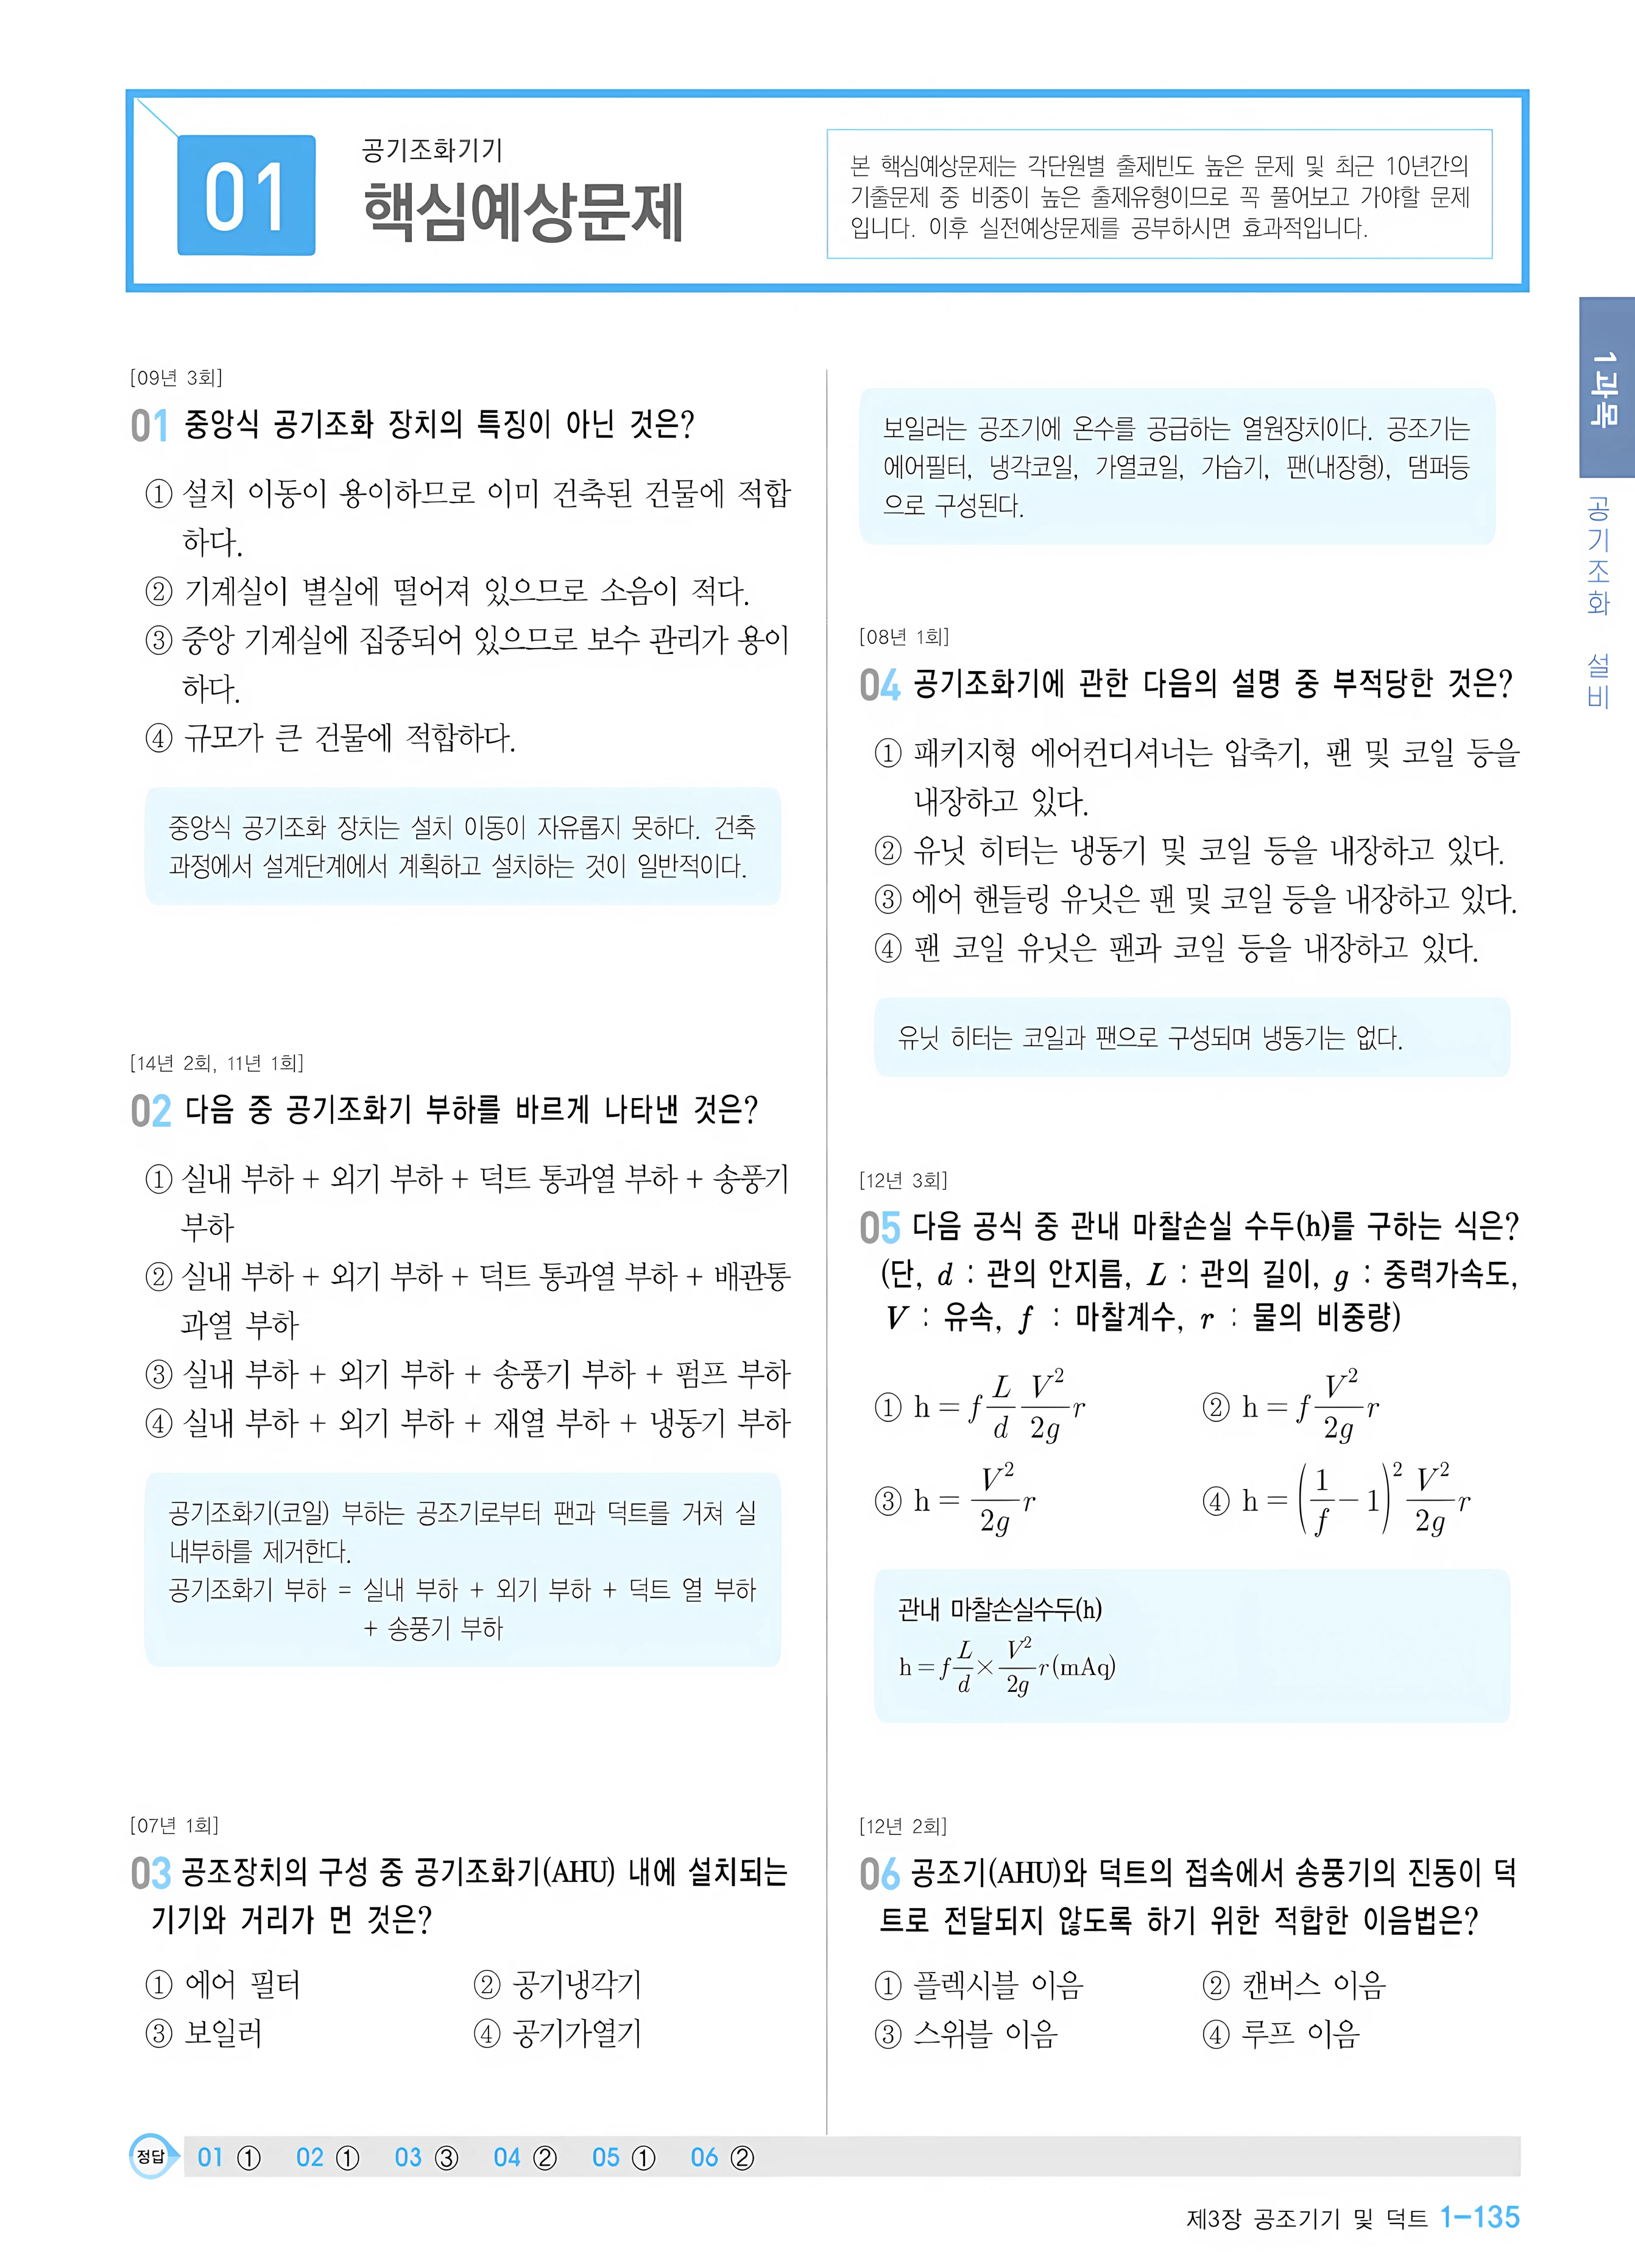 01
공기조화기기
핵심예상문제
본 핵심예상문제는 각단원별 출제빈도 높은 문제 및 최근 10년간의
기출문제 중 비중이 높은 출제유형이므로 꼭 풀어보고 가야할 문제
입니다. 이후 실전예상문제를 공부하시면 효과적입니다.
[09년 3회]
01 중앙식 공기조화 장치의 특징이 아닌 것은?
① 설치 이동이 용이하므로 이미 건축된 건물에 적합
하다.
② 기계실이 별실에 떨어져 있으므로 소음이 적다.
③ 중앙 기계실에 집중되어 있으므로 보수 관리가 용이
하다.
④ 규모가 큰 건물에 적합하다.
중앙식 공기조화 장치는 설치 이동이 자유롭지 못하다. 건축
과정에서 설계단계에서 계획하고 설치하는 것이 일반적이다.
[14년 2회, 11년 1회]
02 다음 중 공기조화기 부하를 바르게 나타낸 것은?
① 실내 부하 + 외기 부하 + 덕트 통과열 부하 + 송풍기
부하
② 실내 부하 + 외기 부하 + 덕트 통과열 부하 + 배관통
과열 부하
③ 실내 부하 + 외기 부하 + 송풍기 부하 + 펌프 부하
④ 실내 부하 + 외기 부하 + 재열 부하 + 냉동기 부하
공기조화기(코일) 부하는 공조기로부터 팬과 덕트를 거쳐 실
내부하를 제거한다.
공기조화기 부하 = 실내 부하 + 외기 부하 + 덕트 열 부하
+ 송풍기 부하
[07년 1회]
03 공조장치의 구성 중 공기조화기(AHU) 내에 설치되는
기기와 거리가 먼 것은?
① 에어 필터 ② 공기냉각기
③ 보일러 ④ 공기가열기
보일러는 공조기에 온수를 공급하는 열원장치이다. 공조기는
에어필터, 냉각코일, 가열코일, 가습기, 팬(내장형), 댐퍼등
으로 구성된다.
[08년 1회]
04 공기조화기에 관한 다음의 설명 중 부적당한 것은?
① 패키지형 에어컨디셔너는 압축기, 팬 및 코일 등을
내장하고 있다.
② 유닛 히터는 냉동기 및 코일 등을 내장하고 있다.
③ 에어 핸들링 유닛은 팬 및 코일 등을 내장하고 있다.
④ 팬 코일 유닛은 팬과 코일 등을 내장하고 있다.
유닛 히터는 코일과 팬으로 구성되며 냉동기는 없다.
[12년 3회]
05 다음 공식 중 관내 마찰손실 수두(h)를 구하는 식은?
(단, d : 관의 안지름, L : 관의 길이, g : 중력가속도,
V : 유속, f : 마찰계수, r : 물의 비중량)
① h = f L/d V²/2g r ② h = f V²/2g r
③ h = V²/2g r ④ h = (1/f − 1)² V²/2g r
관내 마찰손실수두(h)
h = f L/d × V²/2g r (mAq)
[12년 2회]
06 공조기(AHU)와 덕트의 접속에서 송풍기의 진동이 덕
트로 전달되지 않도록 하기 위한 적합한 이음법은?
① 플렉시블 이음 ② 캔버스 이음
③ 스위블 이음 ④ 루프 이음
정답 01 ① 02 ① 03 ③ 04 ② 05 ① 06 ②
제3장 공조기기 및 덕트 1-135
1과목
공기조화 설비